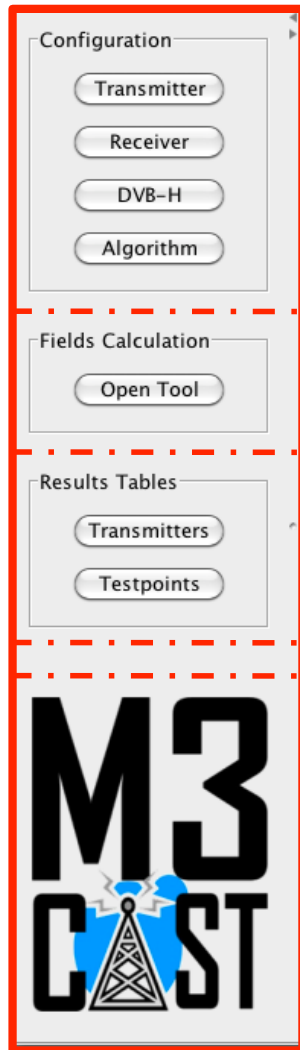 Configuration
Transmitter
Receiver
DVB-H
Algorithm
Fields Calculation
Open Tool
Results Tables
Transmitters
Testpoints
M3
CAST